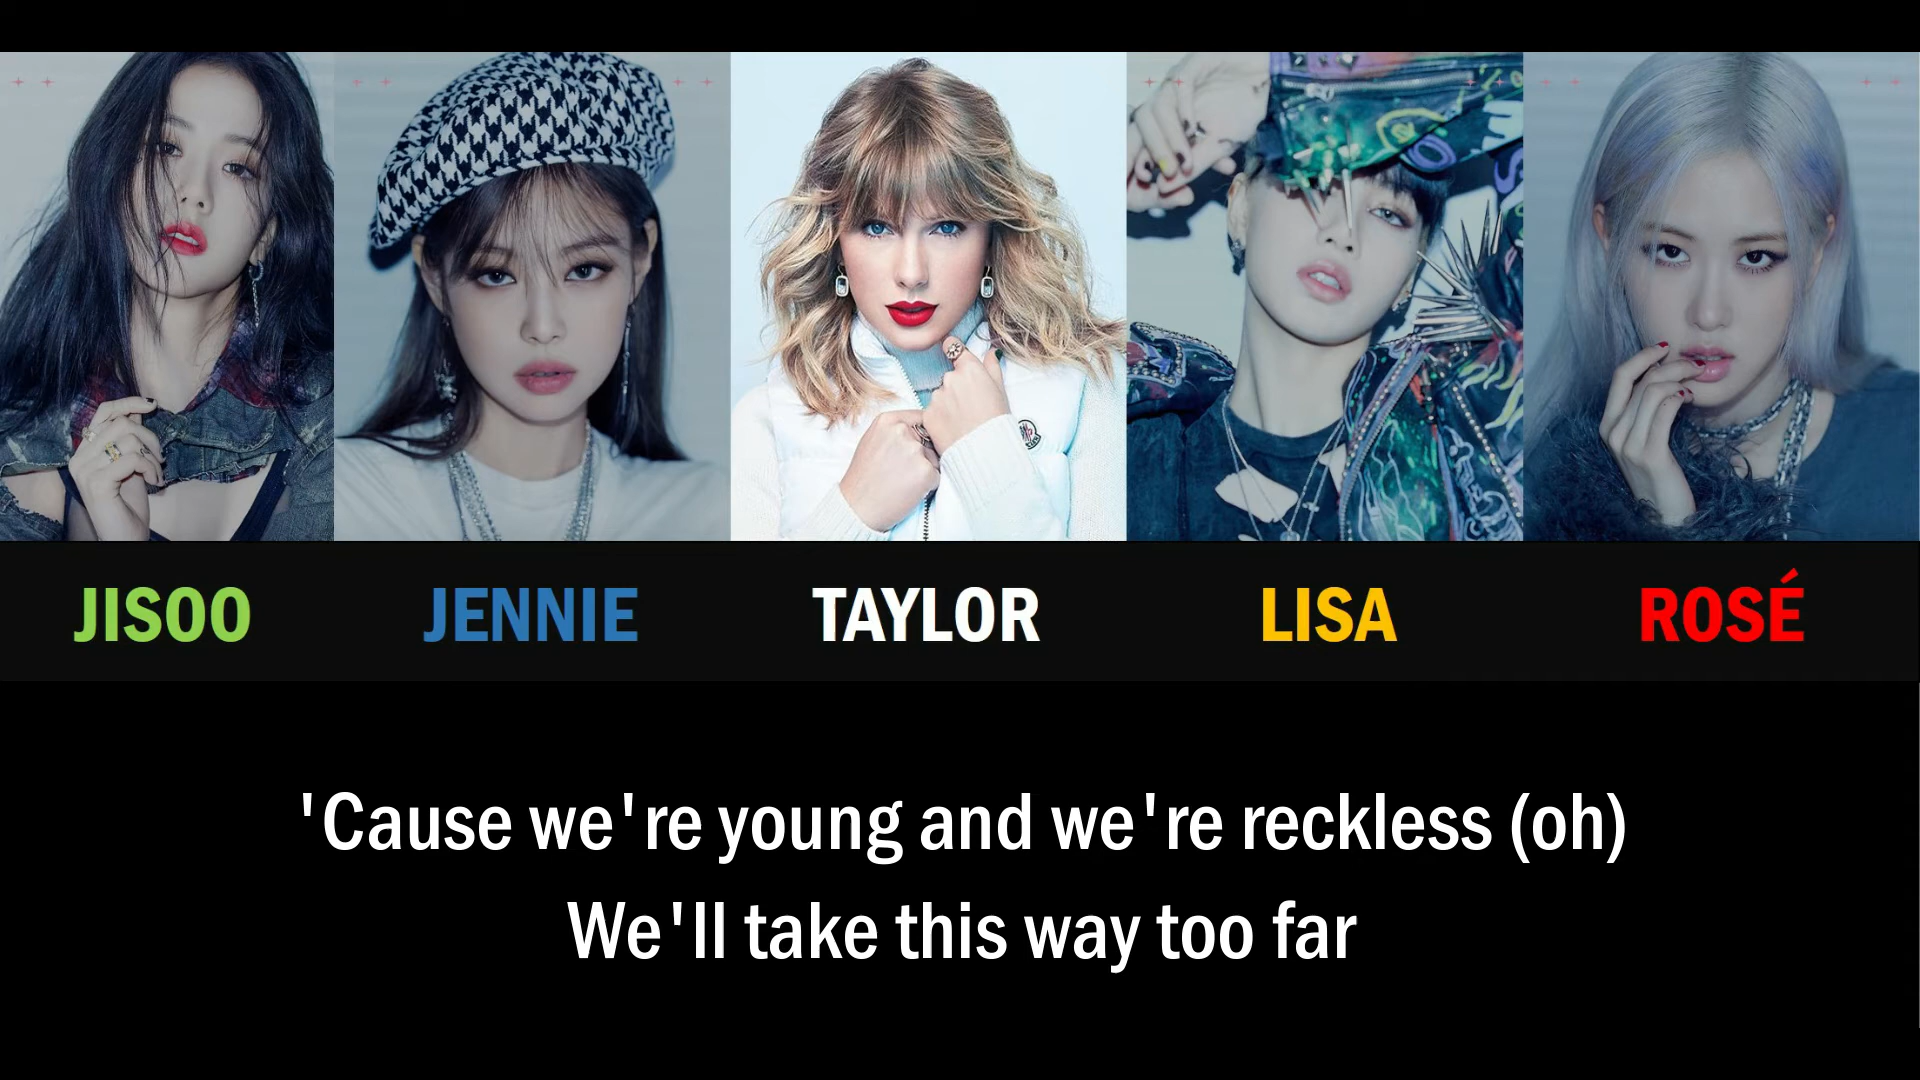 JISOO JENNIE TAYLOR LISA ROSÉ
'Cause we're young and we're reckless (oh)
We'll take this way too far